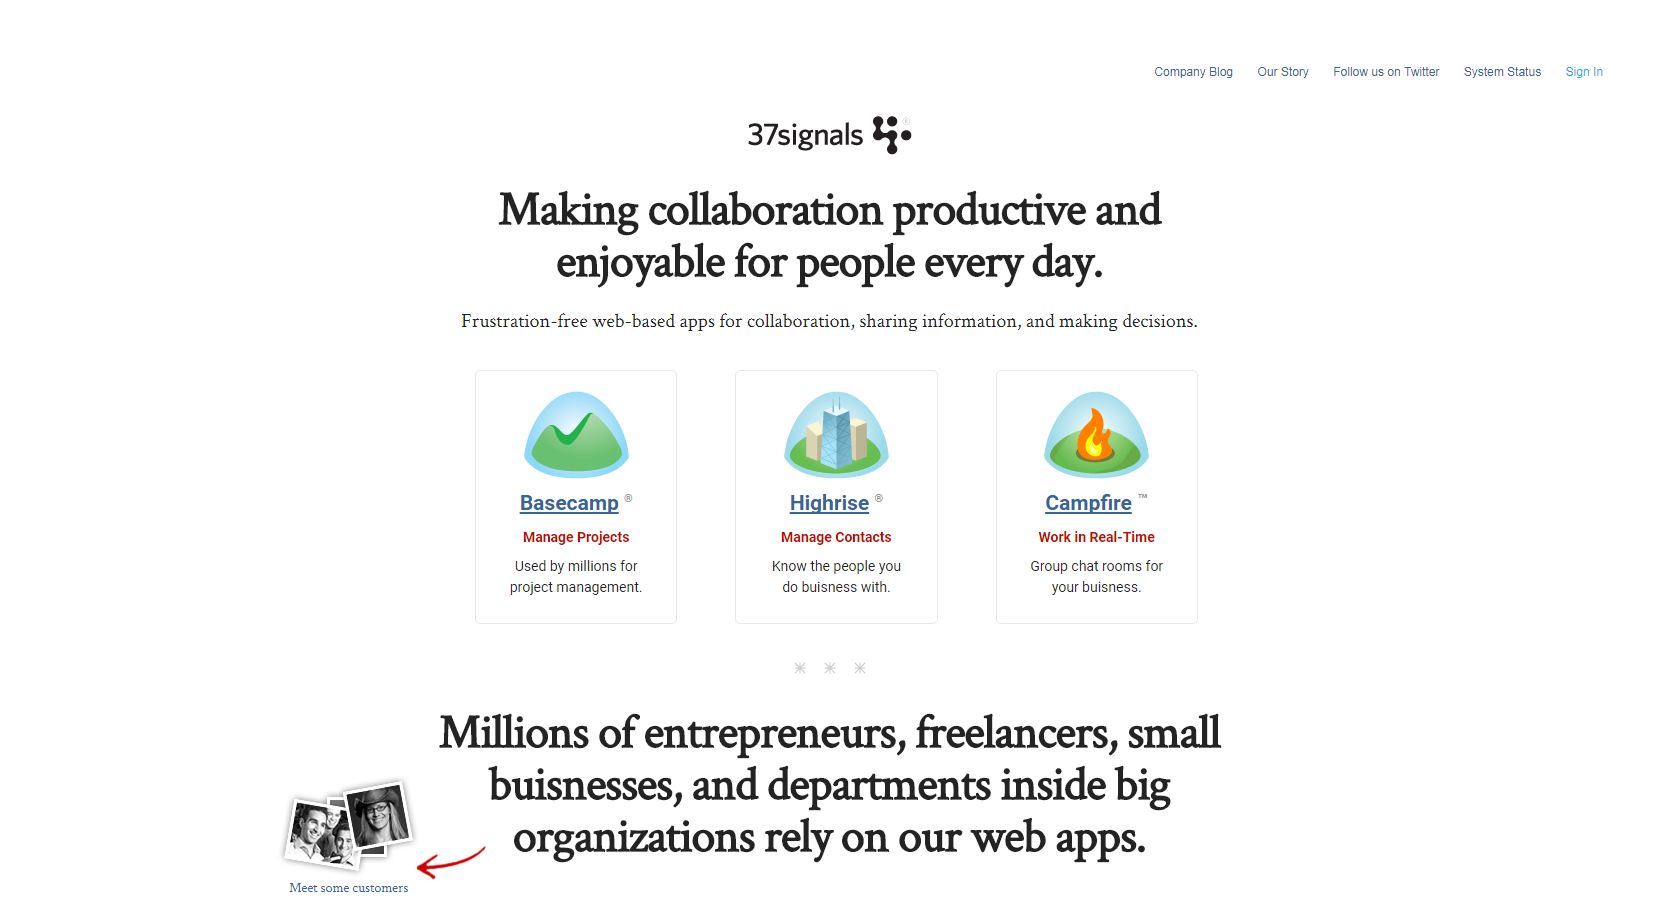 Company Blog Our Story Follow us on Twitter System Status Sign In
37signals ®
Making collaboration productive and
enjoyable for people every day.
Frustration-free web-based apps for collaboration, sharing information, and making decisions.
Basecamp ®
Manage Projects
Used by millions for
project management.
Highrise ®
Manage Contacts
Know the people you
do buisness with.
Campfire ™
Work in Real-Time
Group chat rooms for
your buisness.
Millions of entrepreneurs, freelancers, small
buisnesses, and departments inside big
organizations rely on our web apps.
Meet some customers